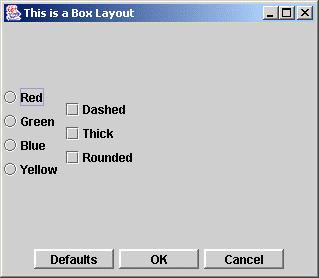 This is a Box Layout
Red
Green
Blue
Yellow
Dashed
Thick
Rounded
Defaults OK Cancel